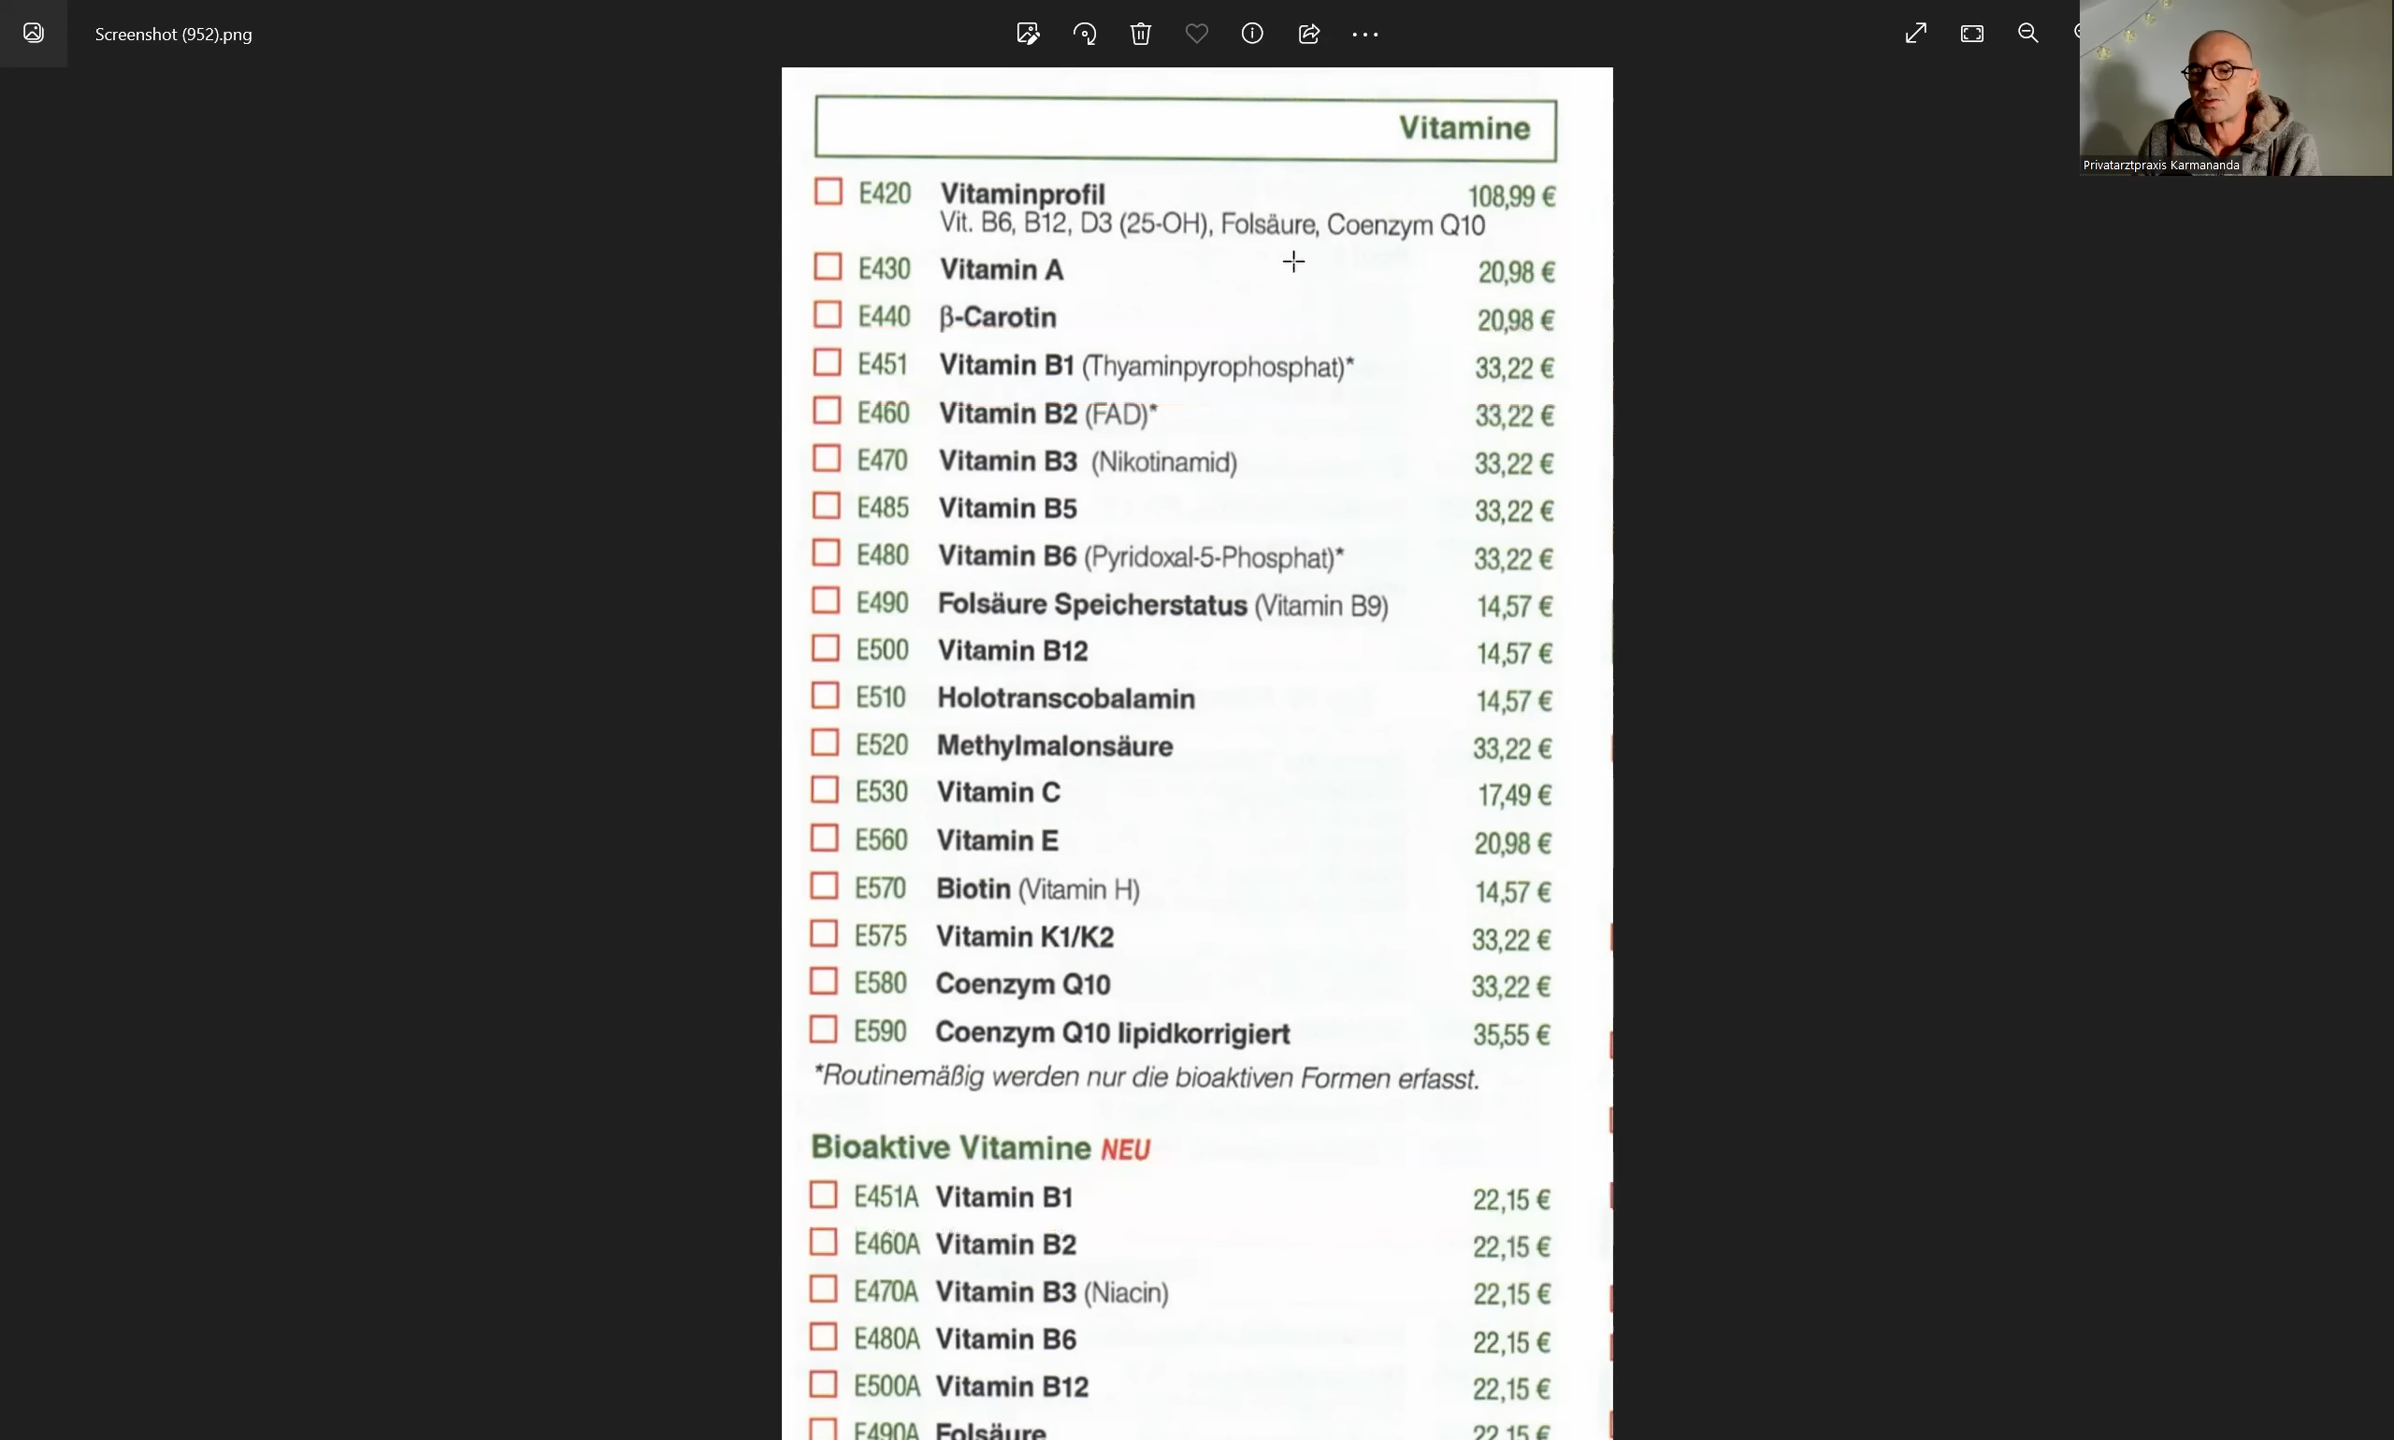 Screenshot (952).png
Privatarztpraxis Karmananda
Vitamine
E420 Vitaminprofil 108,99 €
Vit. B6, B12, D3 (25-OH), Folsäure, Coenzym Q10
E430 Vitamin A 20,98 €
E440 β-Carotin 20,98 €
E451 Vitamin B1 (Thyaminpyrophosphat)* 33,22 €
E460 Vitamin B2 (FAD)* 33,22 €
E470 Vitamin B3 (Nikotinamid) 33,22 €
E485 Vitamin B5 33,22 €
E480 Vitamin B6 (Pyridoxal-5-Phosphat)* 33,22 €
E490 Folsäure Speicherstatus (Vitamin B9) 14,57 €
E500 Vitamin B12 14,57 €
E510 Holotranscobalamin 14,57 €
E520 Methylmalonsäure 33,22 €
E530 Vitamin C 17,49 €
E560 Vitamin E 20,98 €
E570 Biotin (Vitamin H) 14,57 €
E575 Vitamin K1/K2 33,22 €
E580 Coenzym Q10 33,22 €
E590 Coenzym Q10 lipidkorrigiert 35,55 €
*Routinemäßig werden nur die bioaktiven Formen erfasst.
Bioaktive Vitamine NEU
E451A Vitamin B1 22,15 €
E460A Vitamin B2 22,15 €
E470A Vitamin B3 (Niacin) 22,15 €
E480A Vitamin B6 22,15 €
E500A Vitamin B12 22,15 €
E490A Folsäure 22,15 €